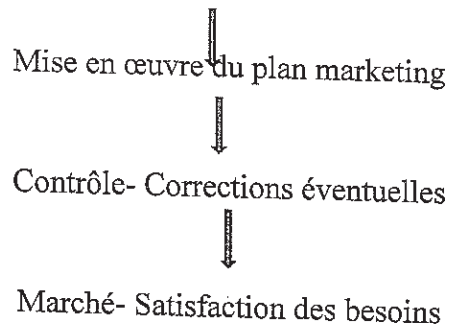 Mise en œuvre du plan marketing
Contrôle- Corrections éventuelles
Marché- Satisfaction des besoins